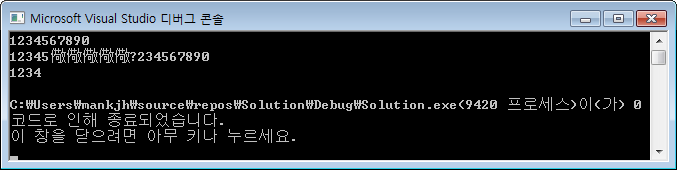 Microsoft Visual Studio 디버그 콘솔
1234567890
12345儆儆儆儆儆?234567890
1234
C:₩Users₩mankjh₩source₩repos₩Solution₩Debug₩Solution.exe(9420 프로세스)이(가) 0
코드로 인해 종료되었습니다.
이 창을 닫으려면 아무 키나 누르세요.